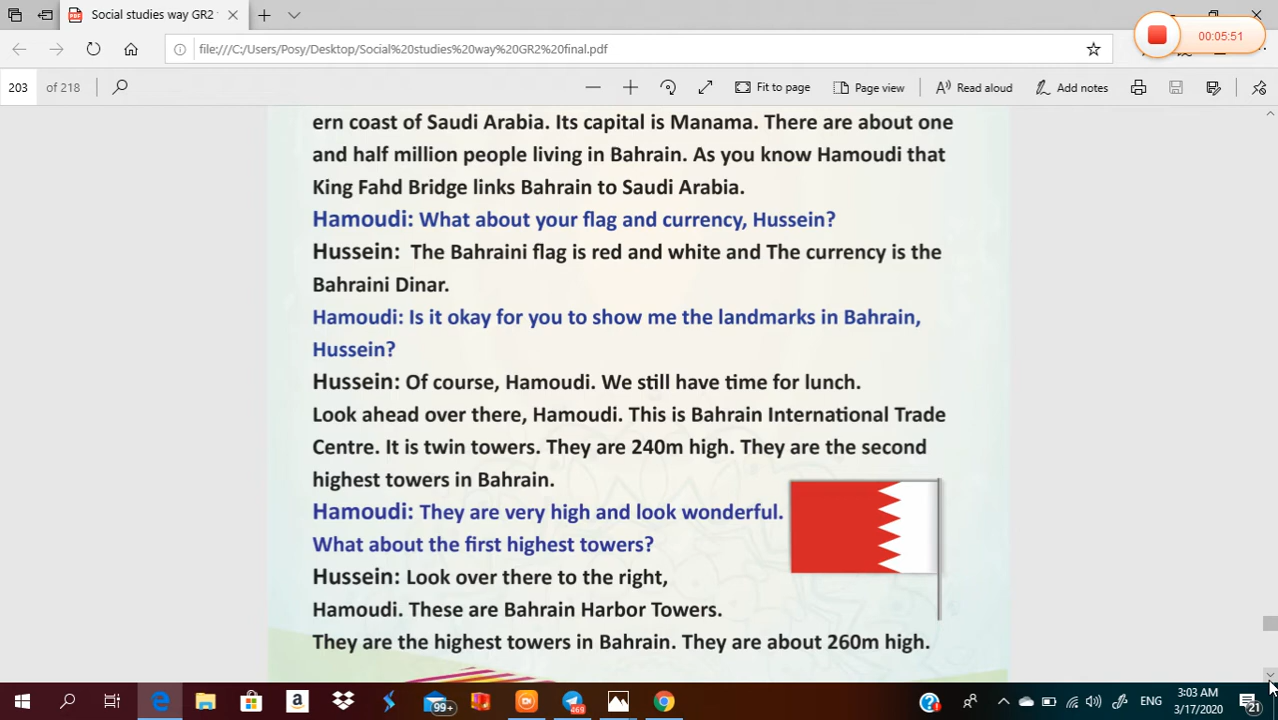 Social studies way GR2
00:05:51
file:///C:/Users/Posy/Desktop/Social%20studies%20way%20GR2%20final.pdf
203 of 218
Fit to page
Page view
Read aloud
Add notes
ern coast of Saudi Arabia. Its capital is Manama. There are about one
and half million people living in Bahrain. As you know Hamoudi that
King Fahd Bridge links Bahrain to Saudi Arabia.
Hamoudi: What about your flag and currency, Hussein?
Hussein: The Bahraini flag is red and white and The currency is the
Bahraini Dinar.
Hamoudi: Is it okay for you to show me the landmarks in Bahrain,
Hussein?
Hussein: Of course, Hamoudi. We still have time for lunch.
Look ahead over there, Hamoudi. This is Bahrain International Trade
Centre. It is twin towers. They are 240m high. They are the second
highest towers in Bahrain.
Hamoudi: They are very high and look wonderful.
What about the first highest towers?
Hussein: Look over there to the right,
Hamoudi. These are Bahrain Harbor Towers.
They are the highest towers in Bahrain. They are about 260m high.
99+
469
ENG
3:03 AM
3/17/2020
21